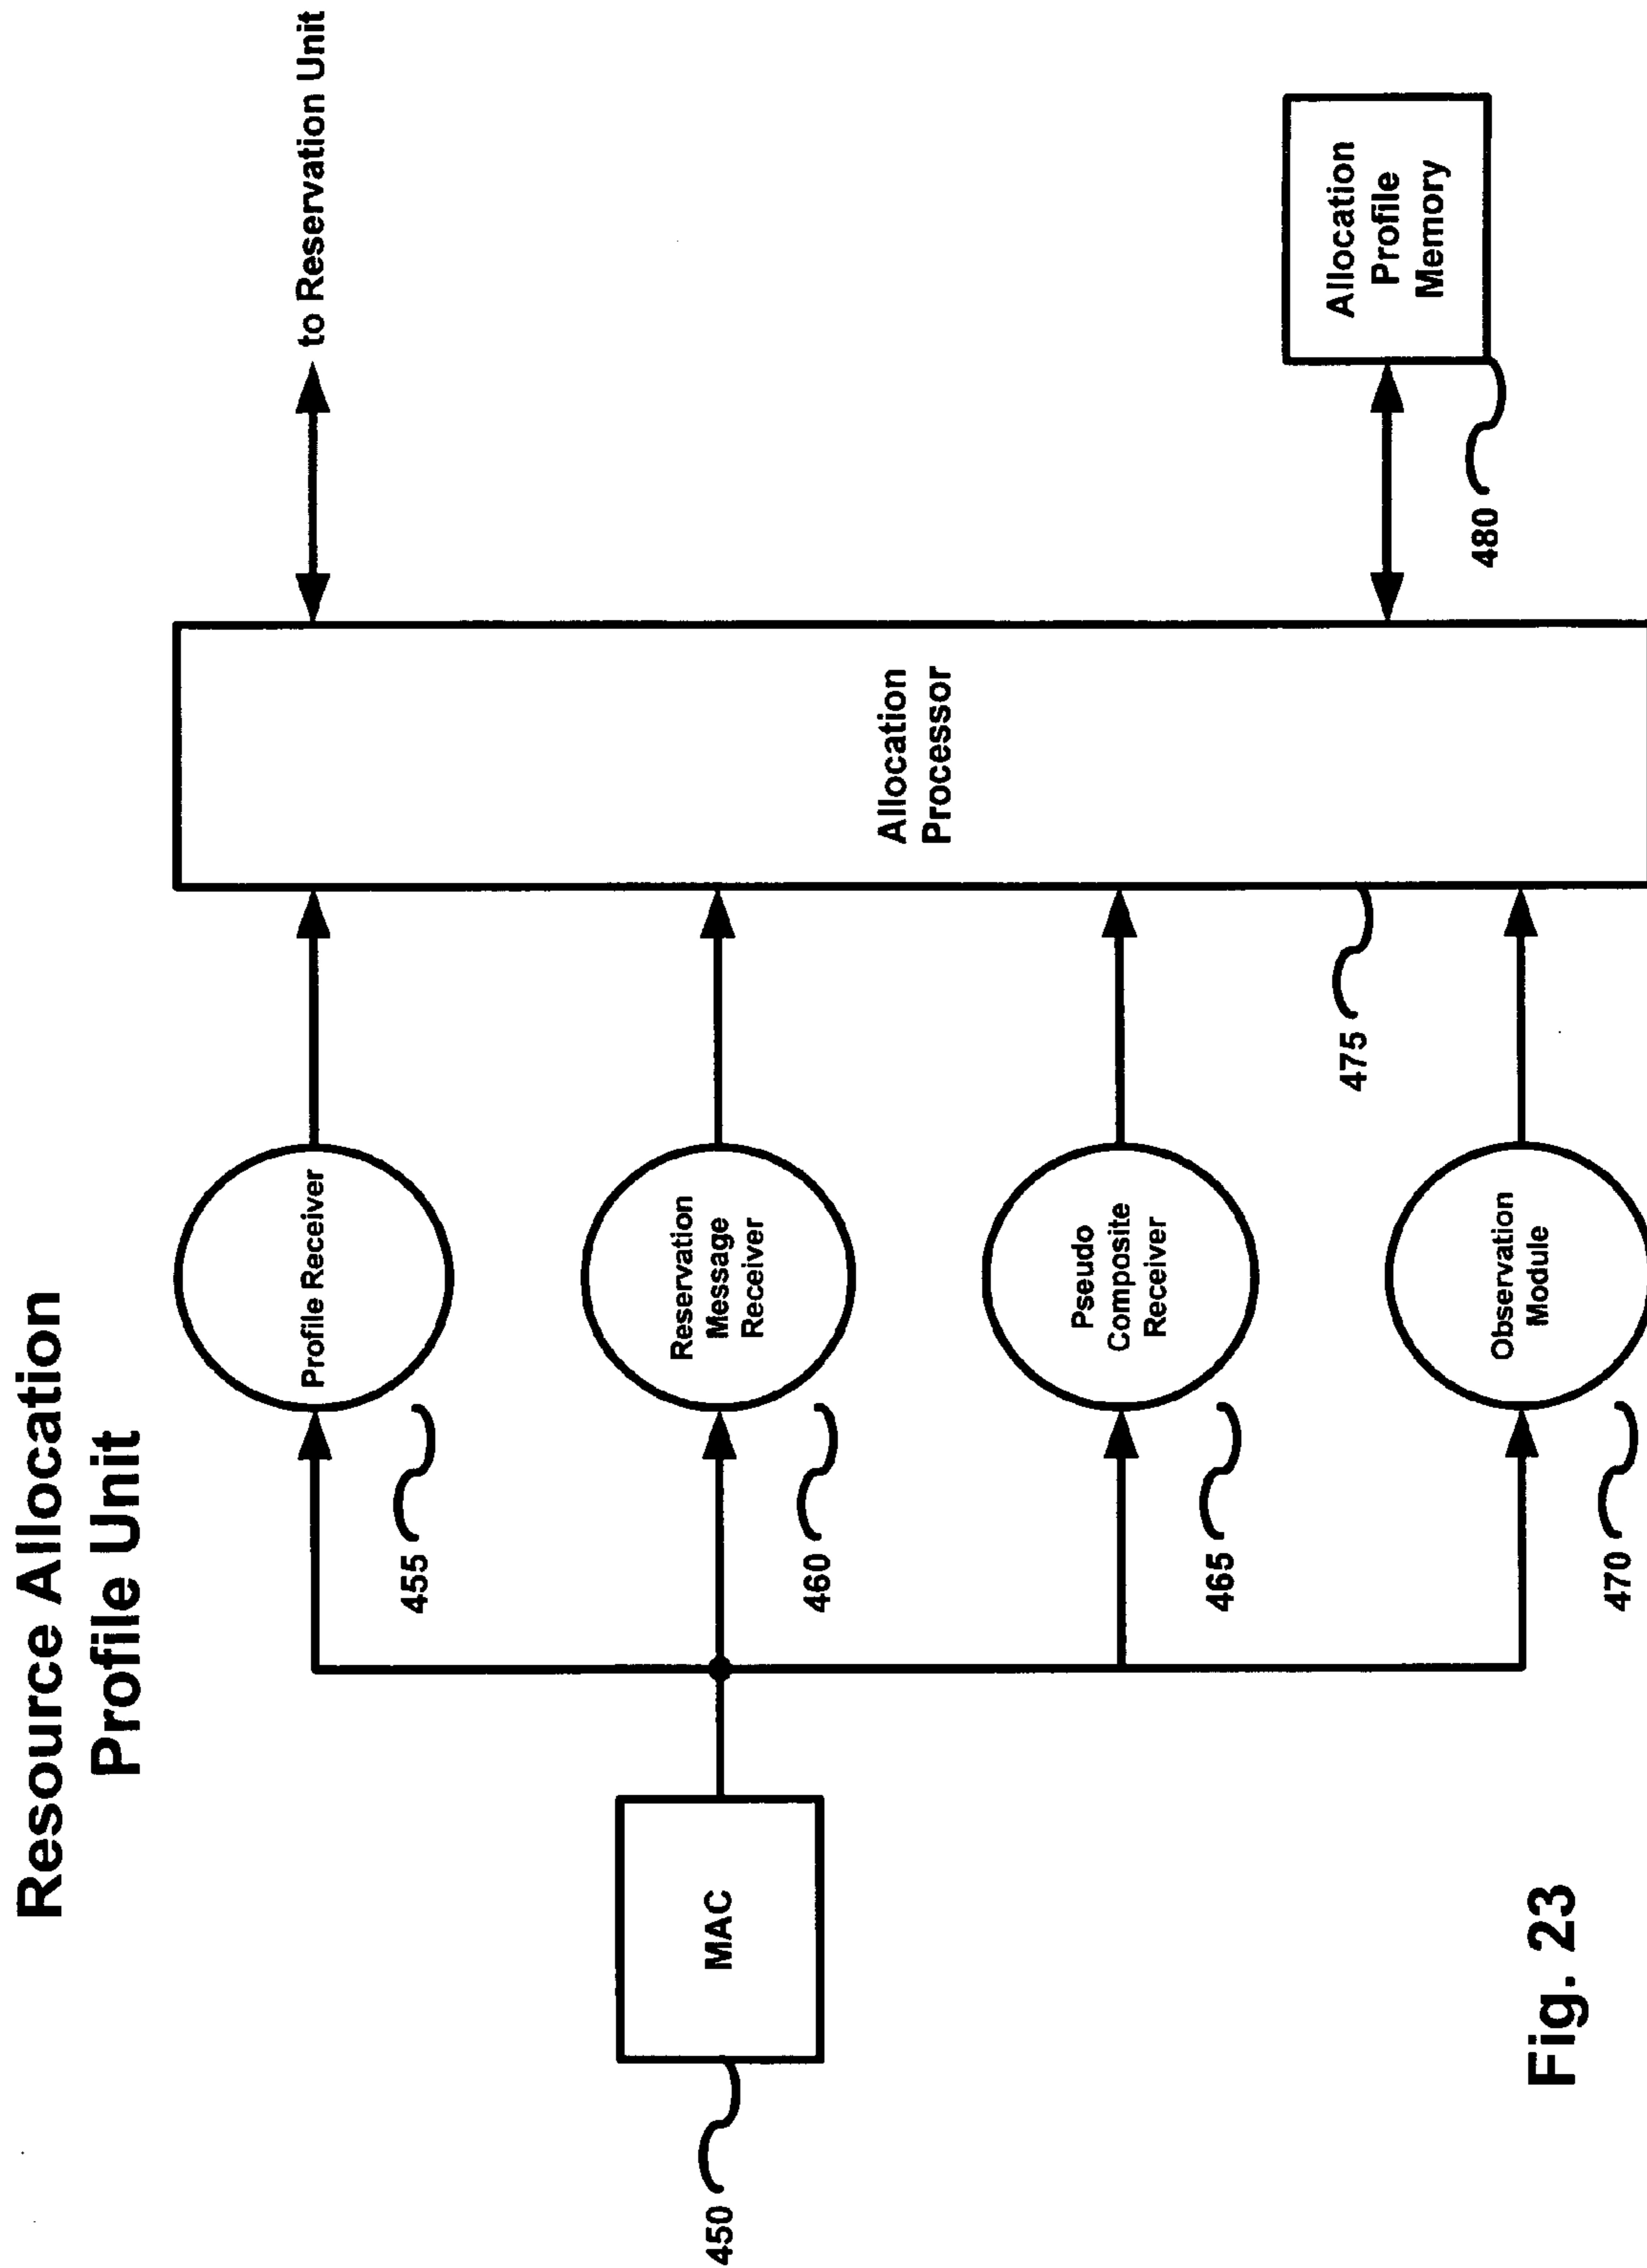 Resource Allocation
Profile Unit
MAC
450
Profile Receiver
455
Reservation
Message
Receiver
460
Pseudo
Composite
Receiver
465
Observation
Module
470
Allocation
Processor
475
to Reservation Unit
Allocation
Profile
Memory
480
Fig. 23